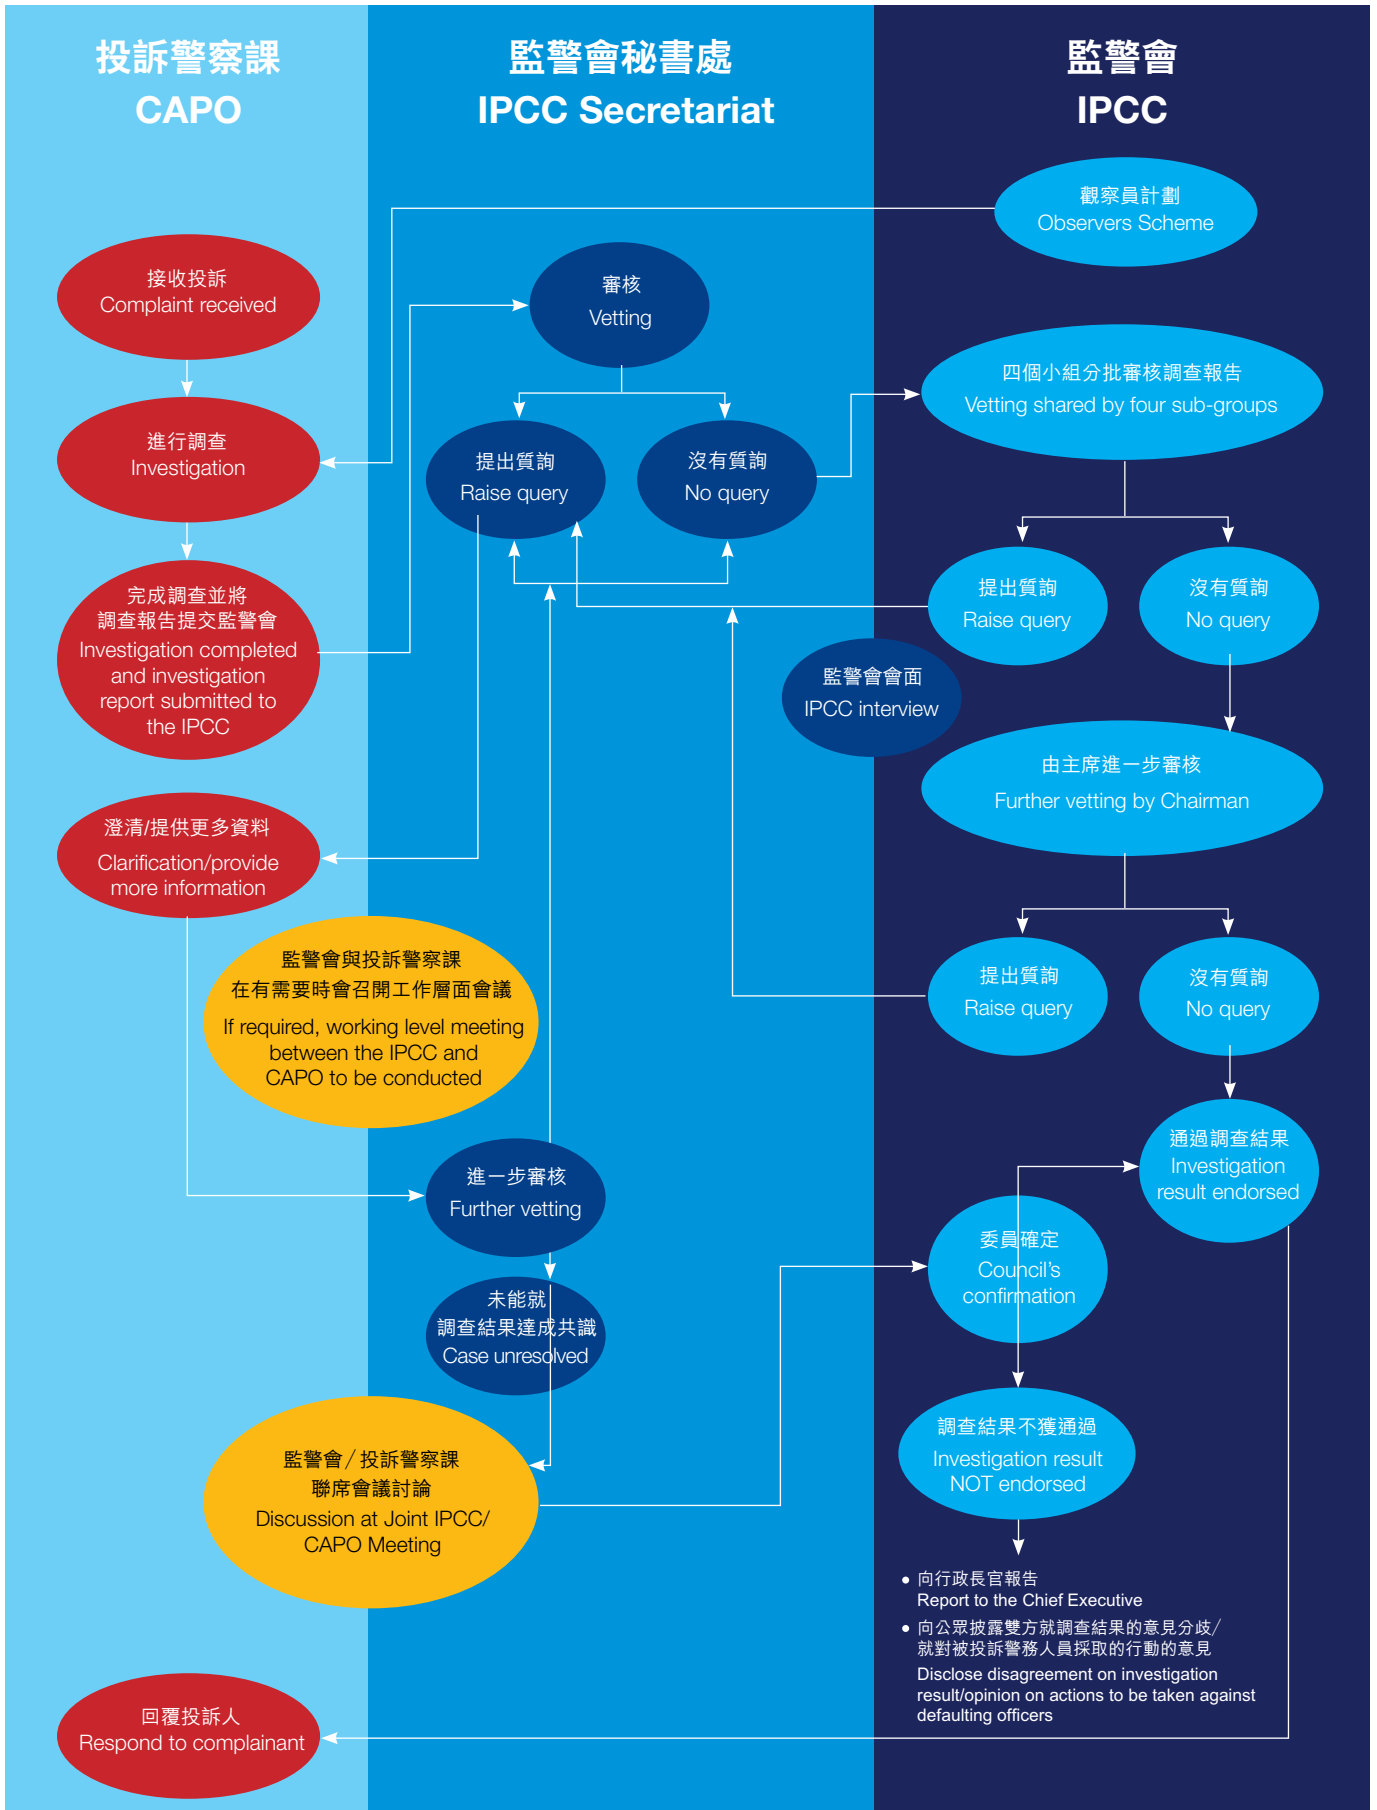 投訴警察課
CAPO
監警會秘書處
IPCC Secretariat
監警會
IPCC
觀察員計劃
Observers Scheme
接收投訴
Complaint received
審核
Vetting
四個小組分批審核調查報告
Vetting shared by four sub-groups
進行調查
Investigation
提出質詢
Raise query
沒有質詢
No query
完成調查並將
調查報告提交監警會
Investigation completed
and investigation
report submitted to
the IPCC
提出質詢
Raise query
沒有質詢
No query
監警會會面
IPCC interview
由主席進一步審核
Further vetting by Chairman
澄清/提供更多資料
Clarification/provide
more information
監警會與投訴警察課
在有需要時會召開工作層面會議
If required, working level meeting
between the IPCC and
CAPO to be conducted
提出質詢
Raise query
沒有質詢
No query
進一步審核
Further vetting
通過調查結果
Investigation
result endorsed
委員確定
Council's
confirmation
未能就
調查結果達成共識
Case unresolved
監警會/投訴警察課
聯席會議討論
Discussion at Joint IPCC/
CAPO Meeting
調查結果不獲通過
Investigation result
NOT endorsed
● 向行政長官報告
Report to the Chief Executive
● 向公眾披露雙方就調查結果的意見分歧/
就對被投訴警務人員採取的行動的意見
Disclose disagreement on investigation
result/opinion on actions to be taken against
defaulting officers
回覆投訴人
Respond to complainant